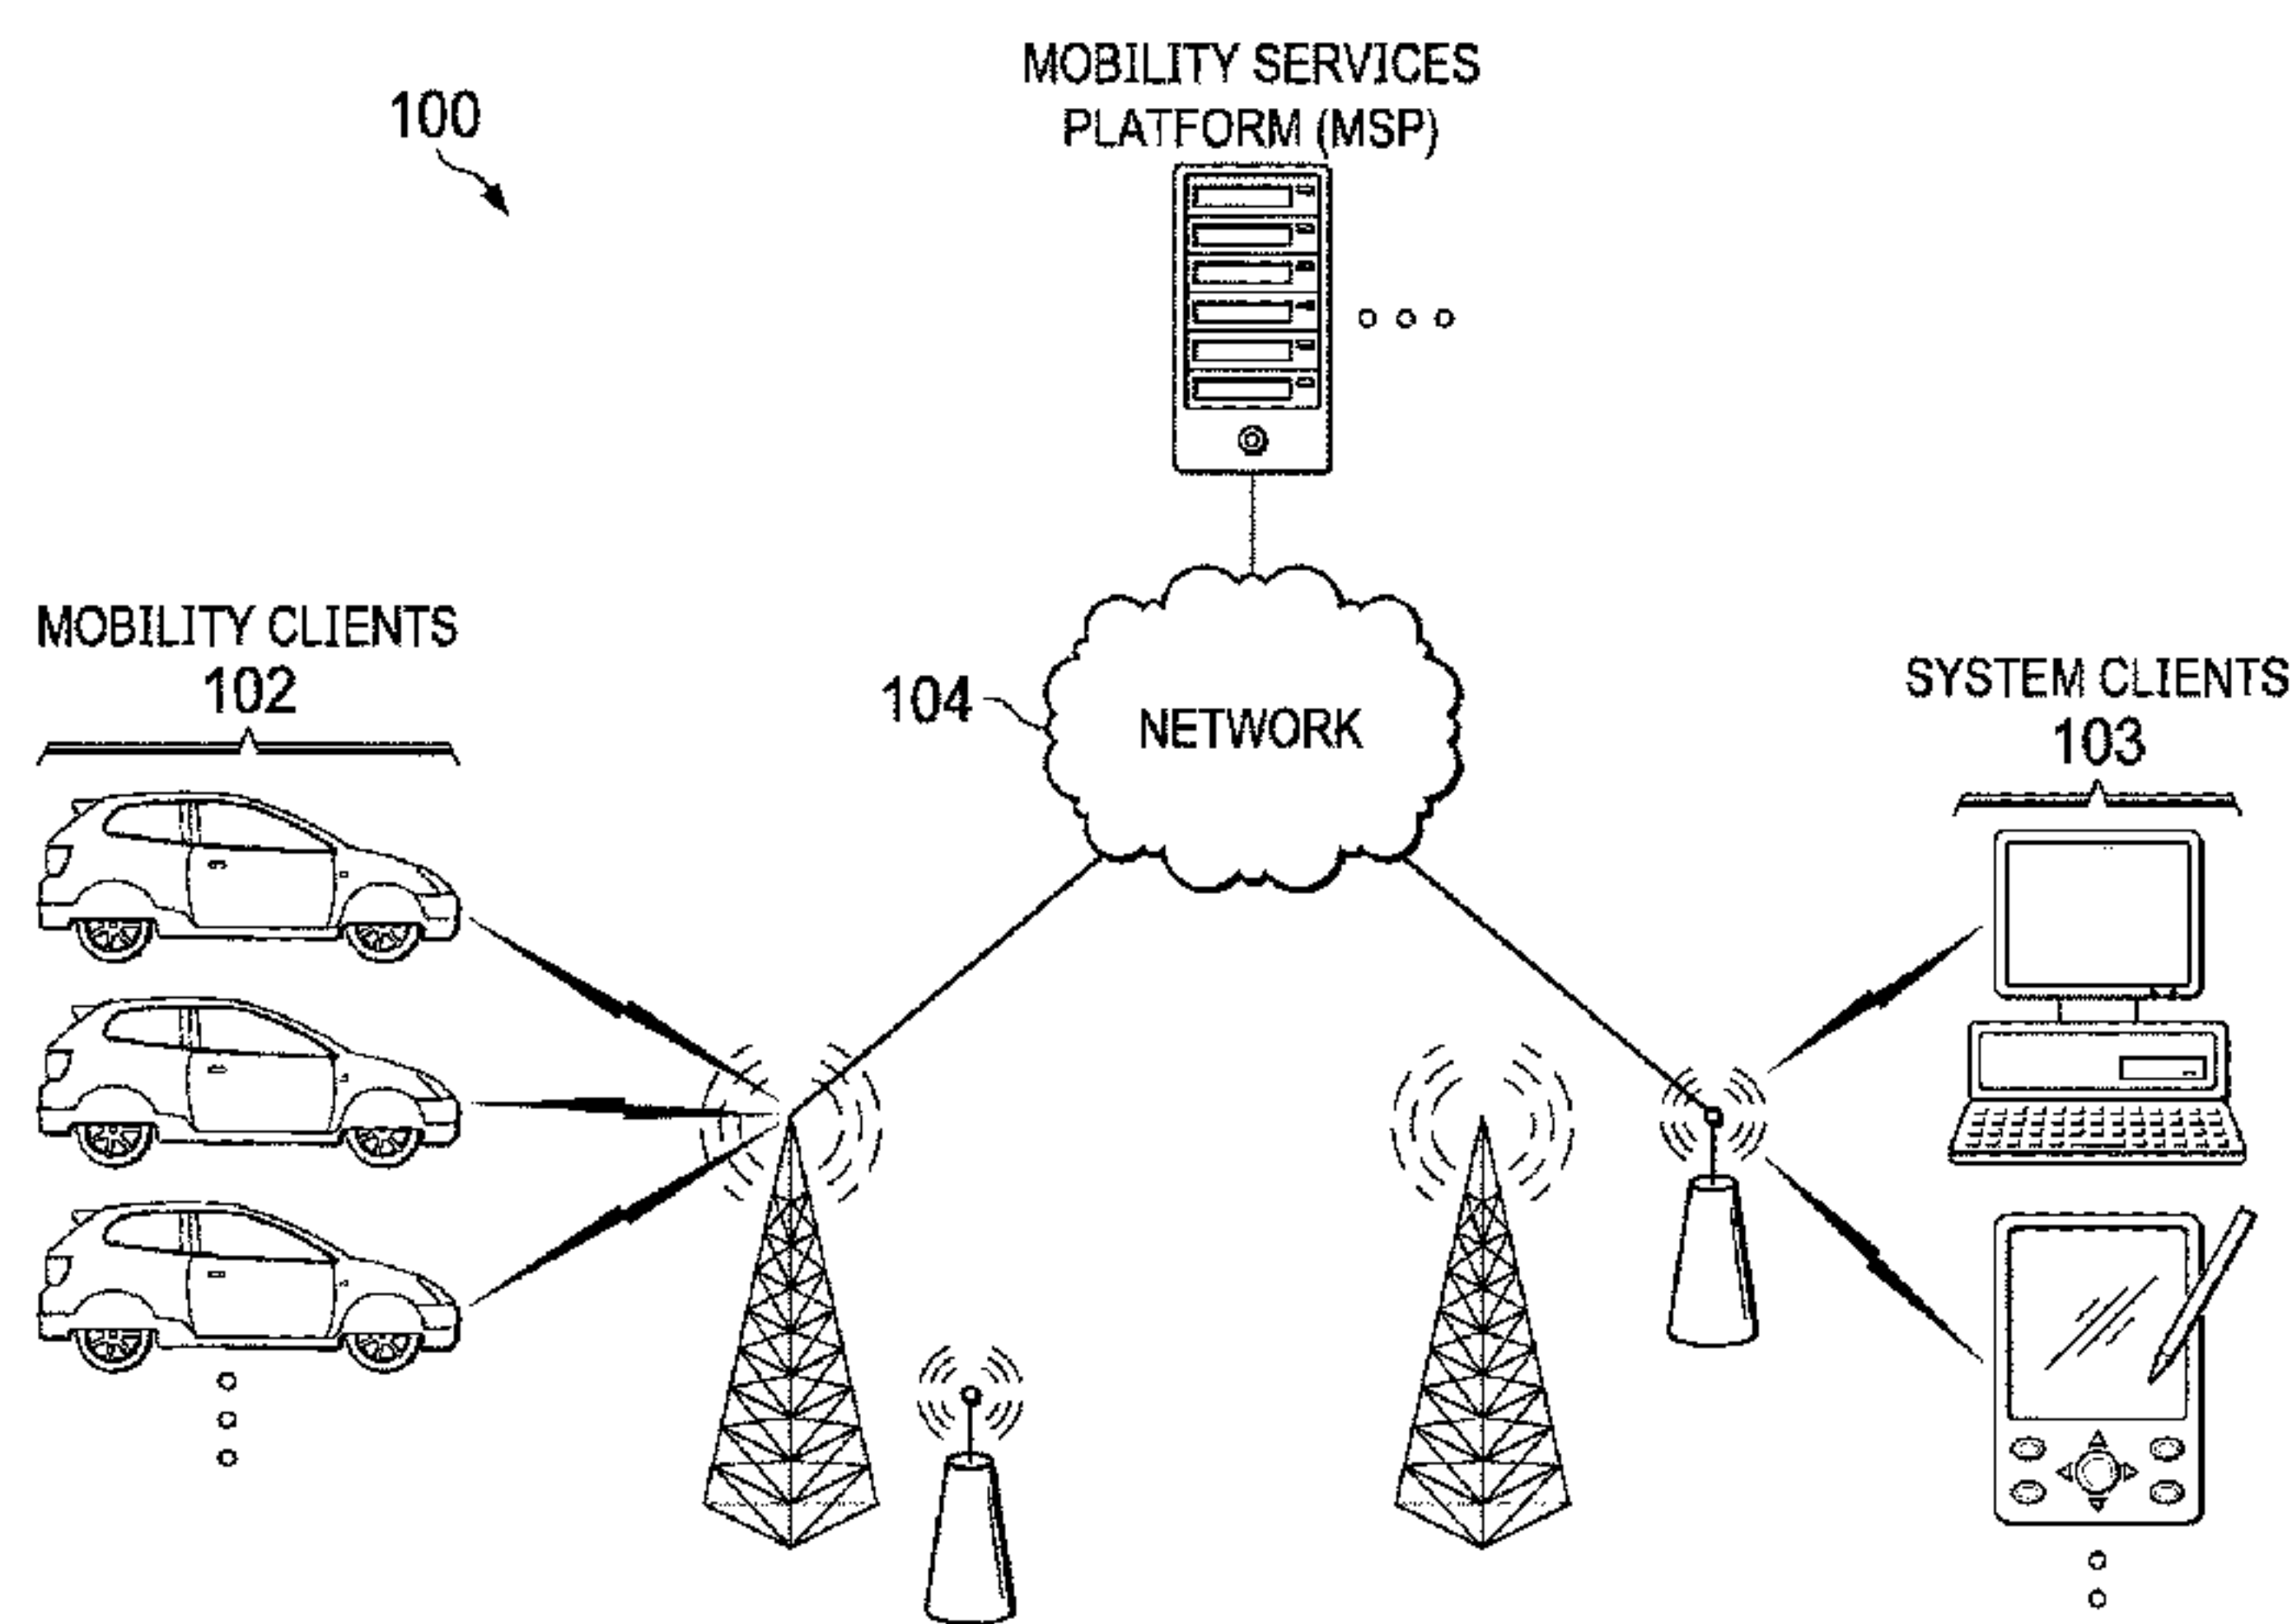 100
MOBILITY SERVICES
PLATFORM (MSP)
MOBILITY CLIENTS
102
104
NETWORK
SYSTEM CLIENTS
103